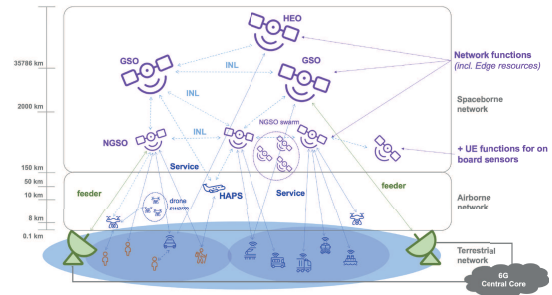 HEO
35786 km
GSO
GSO
Network functions
(incl. Edge resources)
INL
INL
Spaceborne
network
2000 km
NGSO swarm
NGSO
INL
+ UE functions for on
board sensors
Service
150 km
50 km
feeder
HAPS
Service
feeder
10 km
drone
Airborne
network
8 km
0.1 km
Terrestrial
network
6G
Central Core